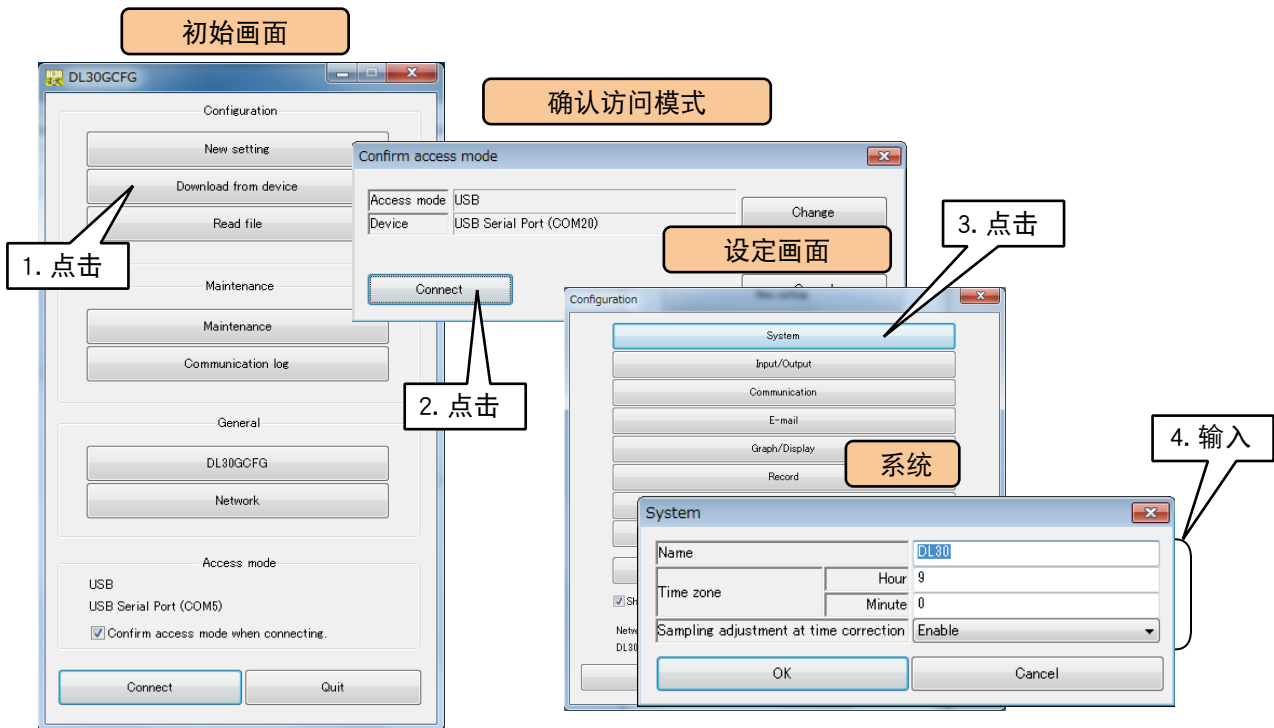 初始画面
DL30GCFG
Configuration
New setting
Download from device
Read file
1. 点击
Maintenance
Maintenance
Communication log
General
DL30GCFG
Network
Access mode
USB
USB Serial Port (COM5)
Confirm access mode when connecting.
Connect
Quit
确认访问模式
Confirm access mode
Access mode
USB
Device
USB Serial Port (COM20)
Change
Connect
2. 点击
设定画面
3. 点击
Configuration
System
Input/Output
Communication
E-mail
Graph/Display
Record
Sh
Netw
DL30
系统
4. 输入
System
Name
DL30
Time zone
Hour
9
Minute
0
Sampling adjustment at time correction
Enable
OK
Cancel